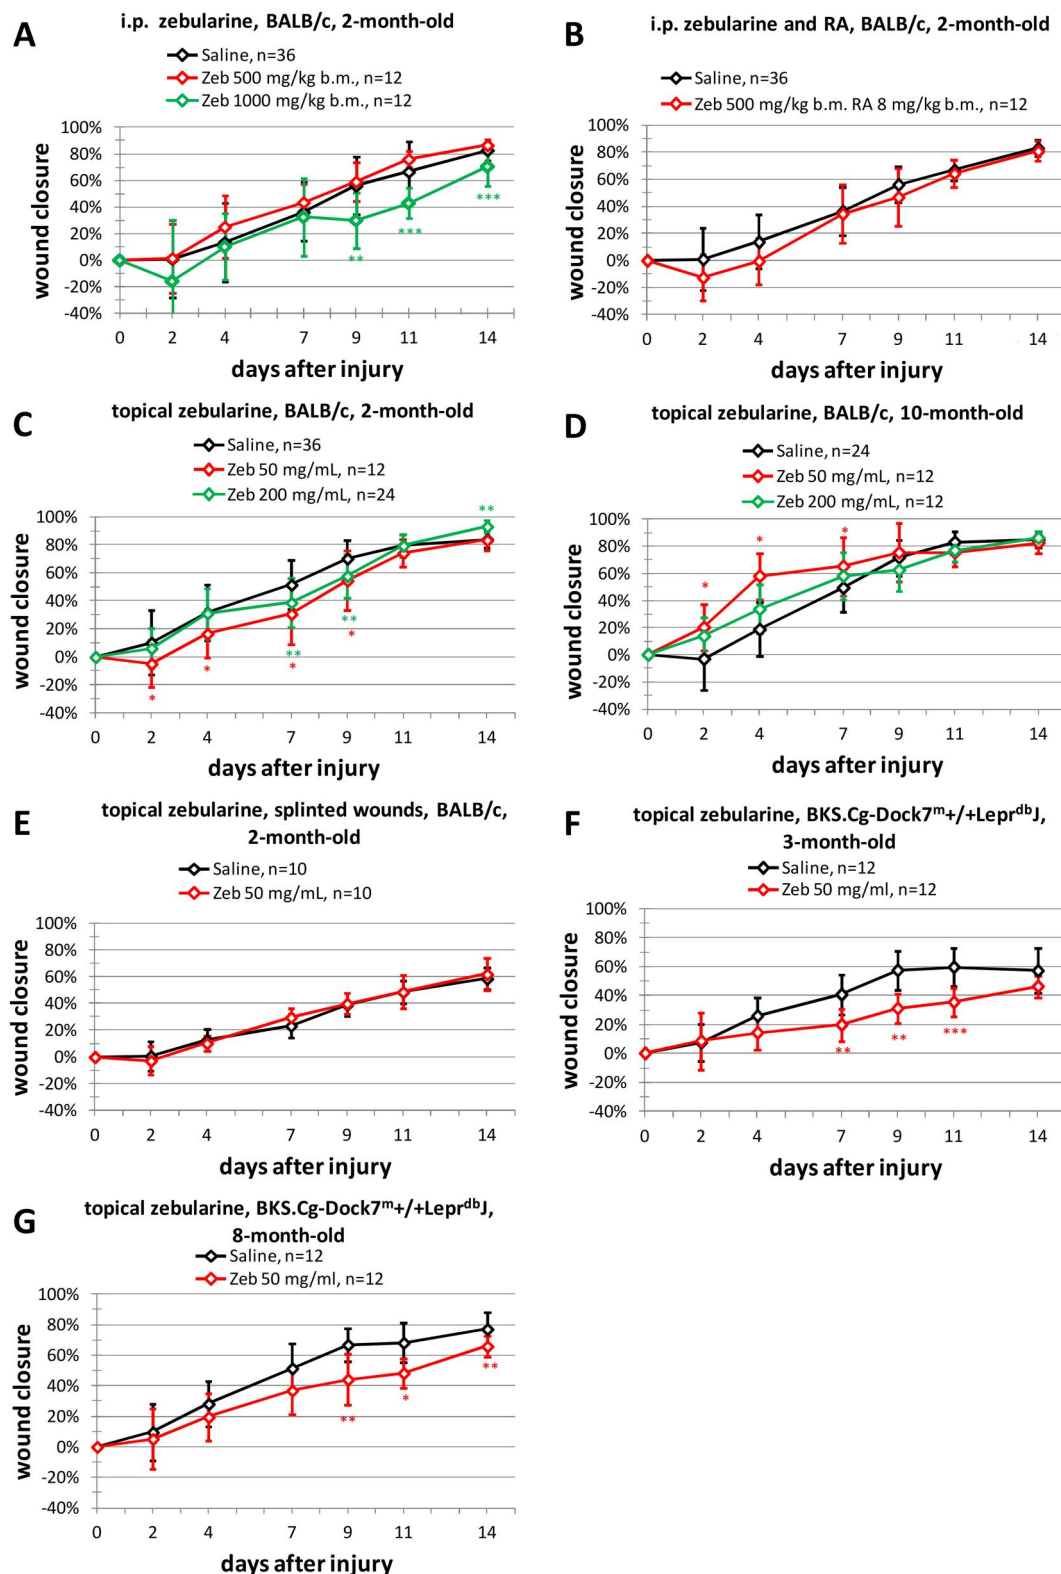 A
i.p. zebularine, BALB/c, 2-month-old
Saline, n=36
Zeb 500 mg/kg b.m., n=12
Zeb 1000 mg/kg b.m., n=12
wound closure
100%
80%
60%
40%
20%
0%
-20%
-40%
**
***
***
0 2 4 7 9 11 14
days after injury
B
i.p. zebularine and RA, BALB/c, 2-month-old
Saline, n=36
Zeb 500 mg/kg b.m. RA 8 mg/kg b.m., n=12
wound closure
100%
80%
60%
40%
20%
0%
-20%
-40%
0 2 4 7 9 11 14
days after injury
C
topical zebularine, BALB/c, 2-month-old
Saline, n=36
Zeb 50 mg/mL, n=12
Zeb 200 mg/mL, n=24
wound closure
100%
80%
60%
40%
20%
0%
-20%
-40%
**
**
**
*
*
*
*
0 2 4 7 9 11 14
days after injury
D
topical zebularine, BALB/c, 10-month-old
Saline, n=24
Zeb 50 mg/mL, n=12
Zeb 200 mg/mL, n=12
wound closure
100%
80%
60%
40%
20%
0%
-20%
-40%
*
*
*
0 2 4 7 9 11 14
days after injury
E
topical zebularine, splinted wounds, BALB/c,
2-month-old
Saline, n=10
Zeb 50 mg/mL, n=10
wound closure
100%
80%
60%
40%
20%
0%
-20%
-40%
0 2 4 7 9 11 14
days after injury
F
topical zebularine, BKS.Cg-Dock7ᵐ+/+LeprᵈᵇJ,
3-month-old
Saline, n=12
Zeb 50 mg/ml, n=12
wound closure
100%
80%
60%
40%
20%
0%
-20%
-40%
**
**
***
0 2 4 7 9 11 14
days after injury
G
topical zebularine, BKS.Cg-Dock7ᵐ+/+LeprᵈᵇJ,
8-month-old
Saline, n=12
Zeb 50 mg/ml, n=12
wound closure
100%
80%
60%
40%
20%
0%
-20%
-40%
**
*
**
0 2 4 7 9 11 14
days after injury